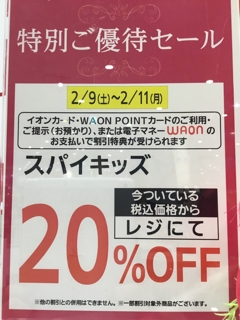 特別ご優待セール
2/9(土)～2/11(月)
イオンカード・WAON POINTカードのご利用・
ご提示(お預かり)、または電子マネーWAONの
お支払いで割引特典が受けられます
スパイキッズ
今ついている
税込価格から
レジにて
20%OFF
※他の割引との併用はできません。 ※一部割引対象外商品がございます。